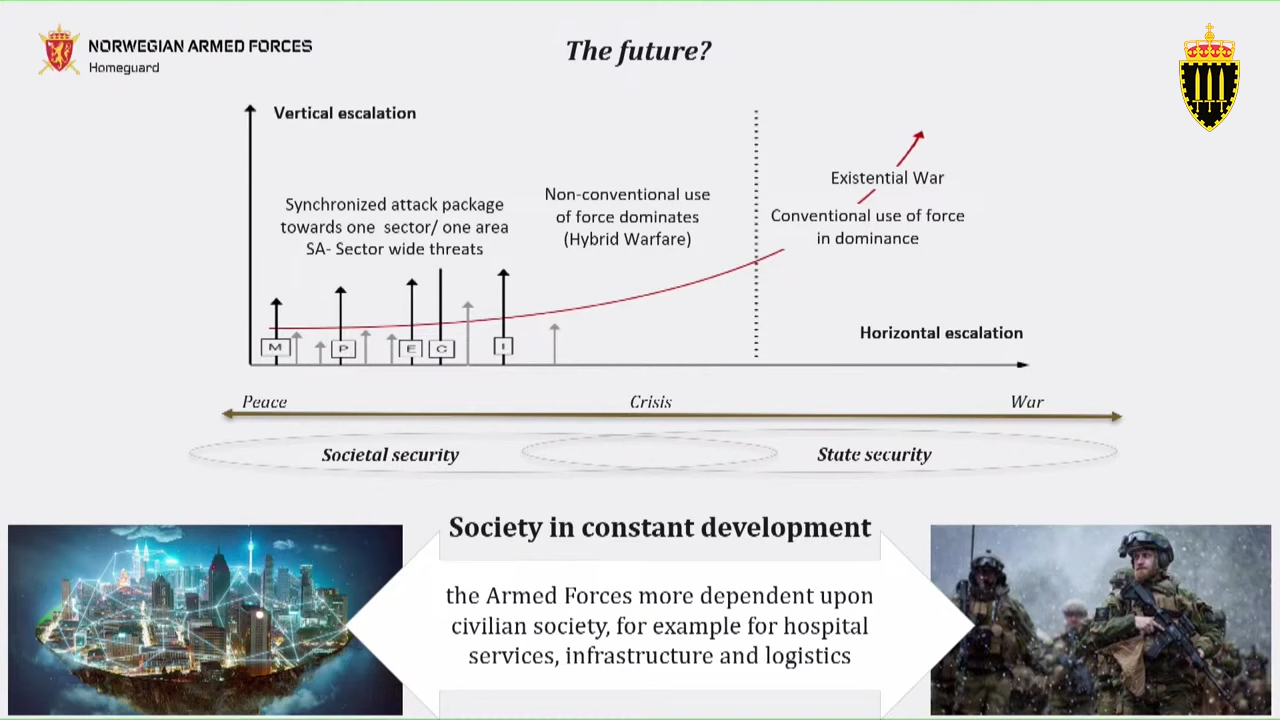 NORWEGIAN ARMED FORCES
Homeguard
The future?
Vertical escalation
Synchronized attack package
towards one sector/ one area
SA- Sector wide threats
Non-conventional use
of force dominates
(Hybrid Warfare)
Existential War
Conventional use of force
in dominance
Horizontal escalation
M
P
E
C
I
Peace
Crisis
War
Societal security
State security
Society in constant development
the Armed Forces more dependent upon
civilian society, for example for hospital
services, infrastructure and logistics